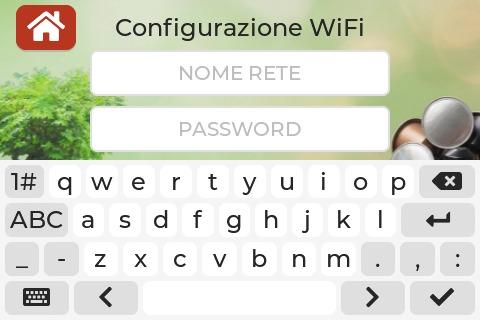 Configurazione WiFi
NOME RETE
PASSWORD
1# q w e r t y u i o p
ABC a s d f g h j k l
_ - z x c v b n m . , :